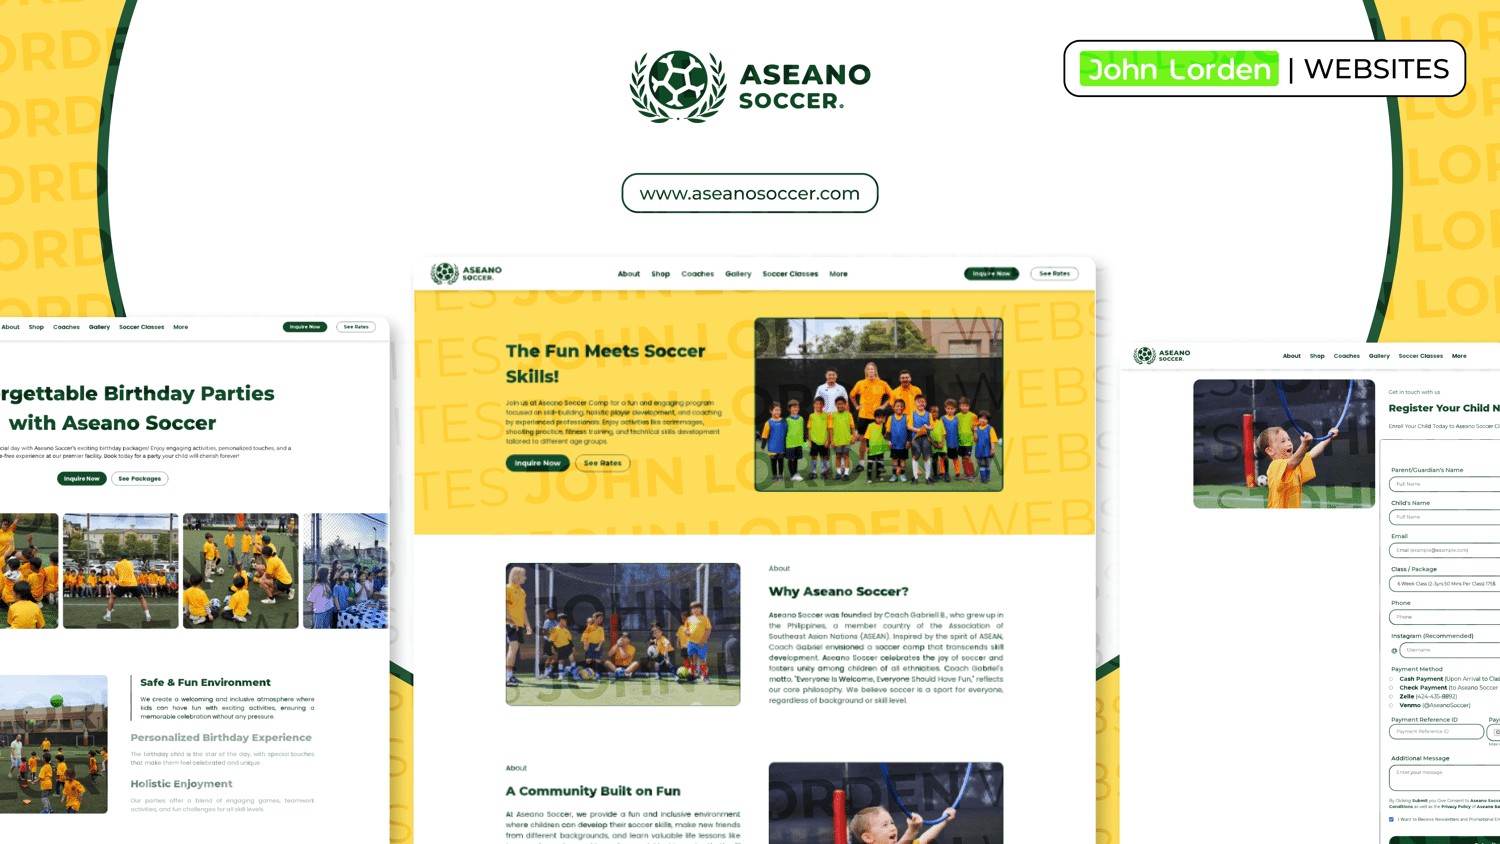 ASEANO
SOCCER.
John Lorden | WEBSITES
www.aseanosoccer.com
About Shop Coaches Gallery Soccer Classes More
Inquire Now See Rates
Birthday Parties
with Aseano Soccer
day with Aseano Soccer's exciting birthday packages! Enjoy engaging activities, personalized touches, and a
experience at our premier facility. Book today for a party your child will cherish forever!
Inquire Now See Packages
Safe & Fun Environment
We create a welcoming and inclusive atmosphere where
kids can have fun with exciting activities, ensuring a
memorable celebration without any pressure.
Personalized Birthday Experience
The birthday child is the star of the day, with special touches
that make them feel celebrated and unique.
Holistic Enjoyment
Our parties offer a blend of engaging games, teamwork
activities, and fun challenges for all skill levels.
ASEANO
SOCCER.
About Shop Coaches Gallery Soccer Classes More
Inquire Now See Rates
JOHN LORDEN WEBS
TES JOHN LORDEN WEBS
The Fun Meets Soccer
Skills!
Join us at Aseano Soccer Camp for a fun and engaging program
focused on skill-building, holistic player development, and coaching
by experienced professionals. Enjoy activities like scrimmages,
shooting practice, fitness training, and technical skills development
tailored to different age groups.
Inquire Now See Rates
About
Why Aseano Soccer?
Aseano Soccer was founded by Coach Gabriell B., who grew up in
the Philippines, a member country of the Association of
Southeast Asian Nations (ASEAN). Inspired by the spirit of ASEAN,
Coach Gabriel envisioned a soccer camp that transcends skill
development. Aseano Soccer celebrates the joy of soccer and
fosters unity among children of all ethnicities. Coach Gabriel's
motto, "Everyone Is Welcome, Everyone Should Have Fun," reflects
our core philosophy. We believe soccer is a sport for everyone,
regardless of background or skill level.
About
A Community Built on Fun
At Aseano Soccer, we provide a fun and inclusive environment
where children can develop their soccer skills, make new friends
from different backgrounds, and learn valuable life lessons like
ASEANO
SOCCER.
About Shop Coaches Gallery Soccer Classes More
Get in touch with us
Register Your Child
Enroll Your Child Today to Aseano Soccer
Parent/Guardian's Name
Full Name
Child's Name
Full Name
Email
Email (example@example.com)
Class / Package
6 Week Class (2-3yrs 50 Mins Per Class) 175$
Phone
Phone
Instagram (Recommended)
@ Username
Payment Method
Cash Payment (Upon Arrival to
Check Payment (to Aseano Soccer
Zelle (424-435-8892)
Venmo (@AseanoSoccer)
Payment Reference ID
Payment Reference ID
Additional Message
Enter your message
By Clicking Submit you Give Consent to Aseano
Conditions as well as the Privacy Policy of Aseano
I Want to Receive Newsletters and Promotional